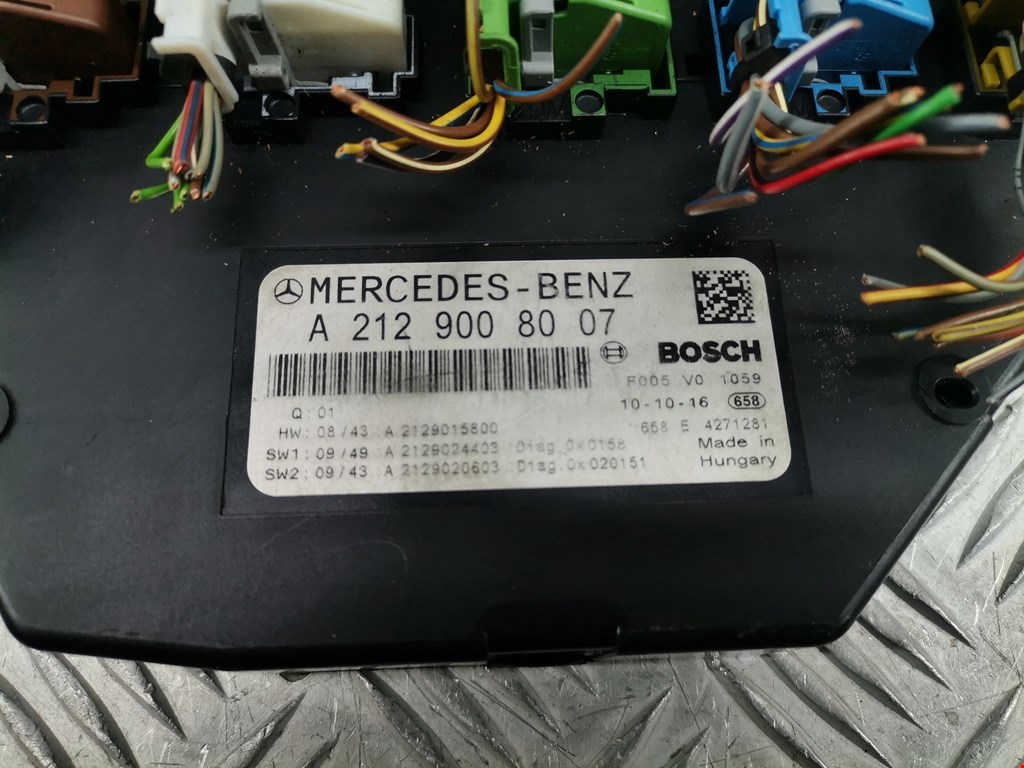 MERCEDES-BENZ
A 212 900 80 07
BOSCH
F005 V0 1059
10-10-16 658
Q: 01
HW: 08/43 A 2129015800
658 E 4271281
SW1: 09/49 A 2129024403 Diag.0x0158
Made in
SW2: 09/43 A 2129020603 Diag.0x020151
Hungary